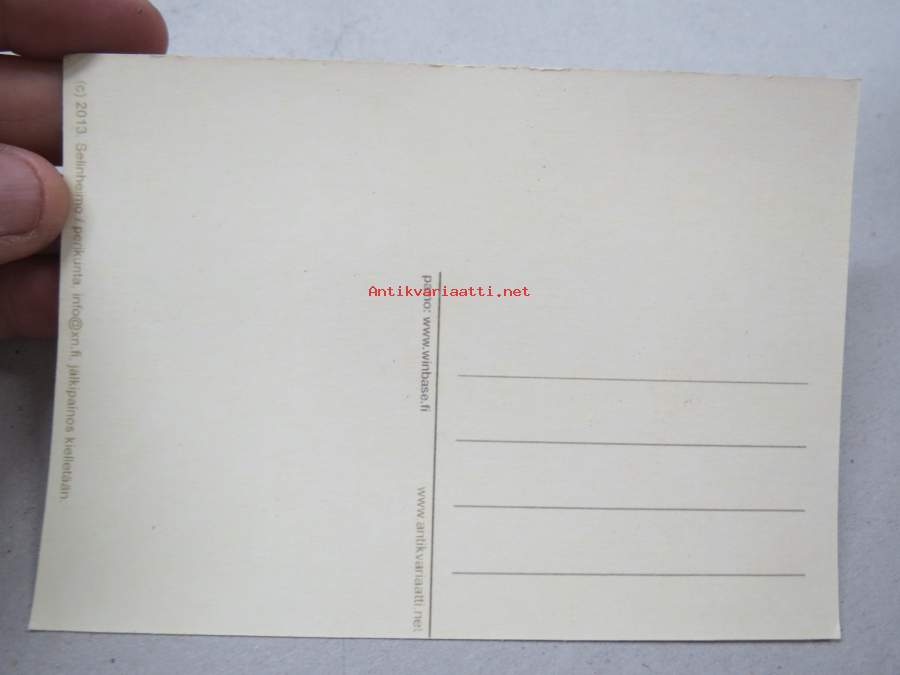 (c) 2013. Selinheimo / perikunta. info@xn.fi. jälkipainos kielletään.
paino: www.winbase.fi
www.antikvariaatti.net
Antikvariaatti.net